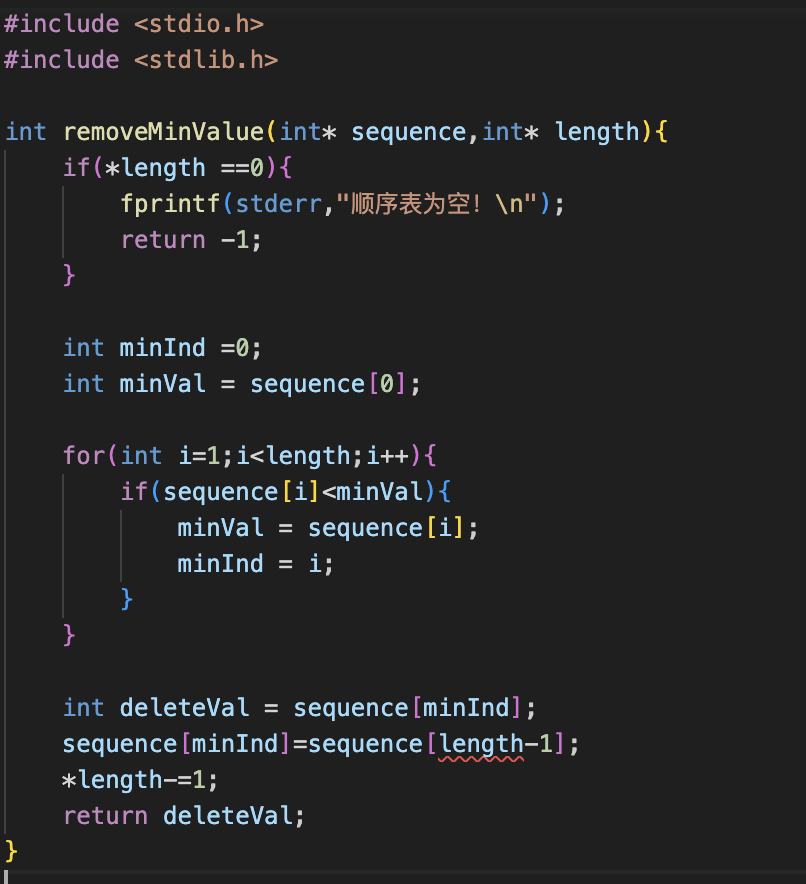 #include <stdio.h>
#include <stdlib.h>

int removeMinValue(int* sequence,int* length){
    if(*length ==0){
        fprintf(stderr,"顺序表为空！\n");
        return -1;
    }

    int minInd =0;
    int minVal = sequence[0];

    for(int i=1;i<length;i++){
        if(sequence[i]<minVal){
            minVal = sequence[i];
            minInd = i;
        }
    }

    int deleteVal = sequence[minInd];
    sequence[minInd]=sequence[length-1];
    *length-=1;
    return deleteVal;
}